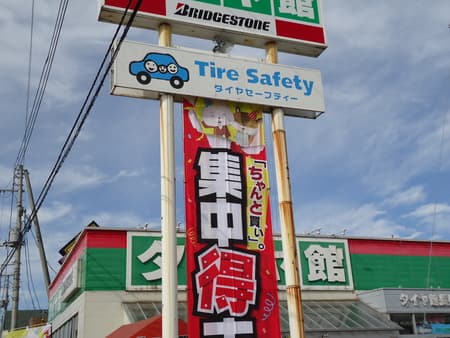 館
BRIDGESTONE
Tire Safety
タイヤセーフティー
「ちゃんと買い」。
集中得
タ
館
タイヤ館